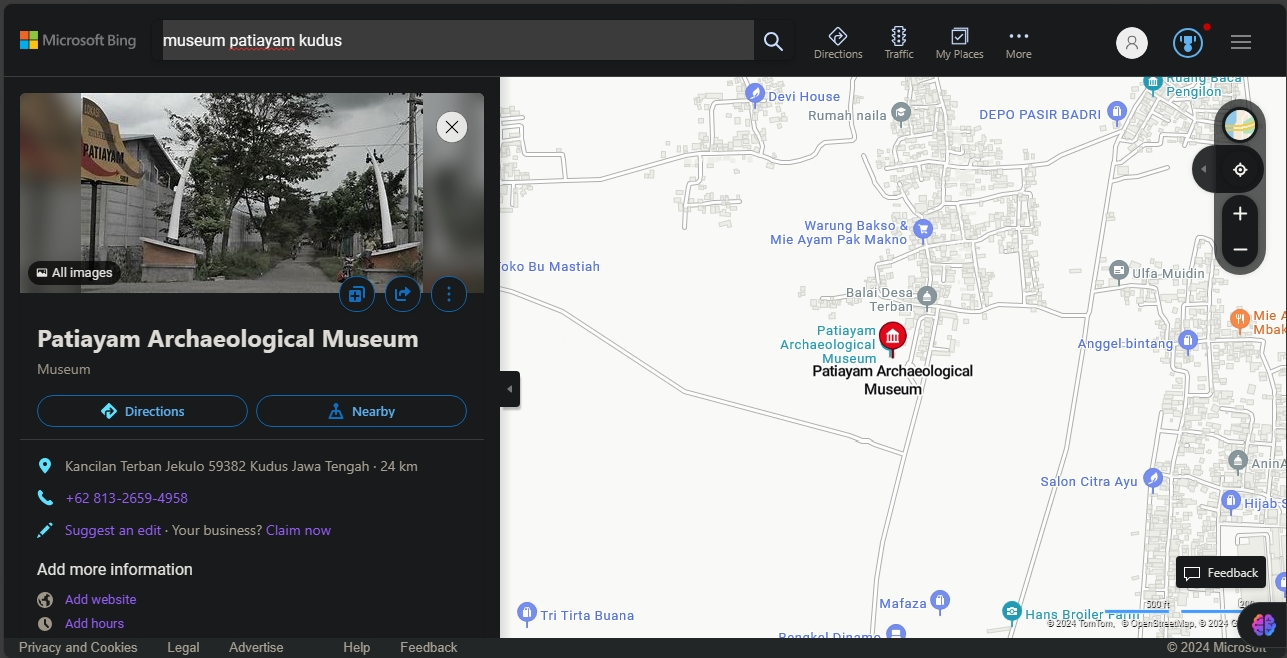 Microsoft Bing
museum patiayam kudus
Directions
Traffic
My Places
More
PATIAYAM
All images
Patiayam Archaeological Museum
Museum
Directions
Nearby
Kancilan Terban Jekulo 59382 Kudus Jawa Tengah · 24 km
+62 813-2659-4958
Suggest an edit · Your business? Claim now
Add more information
Add website
Add hours
Devi House
Rumah naila
DEPO PASIR BADRI
Ruang Baca
Pengilon
Warung Bakso &
Mie Ayam Pak Makno
oko Bu Mastiah
Ulfa Muidin
Balai Desa
Terban
Patiayam
Archaeological
Museum
Patiayam Archaeological
Museum
Anggel bintang
Mie A
Mbak
Salon Citra Ayu
AninA
Hijab S
Feedback
Mafaza
Tri Tirta Buana
Hans Broiler Farm
Bengkel Dinamo
500 ft
200
© 2024 TomTom, © OpenStreetMap, © 2024 G
Privacy and Cookies
Legal
Advertise
Help
Feedback
© 2024 Microsoft